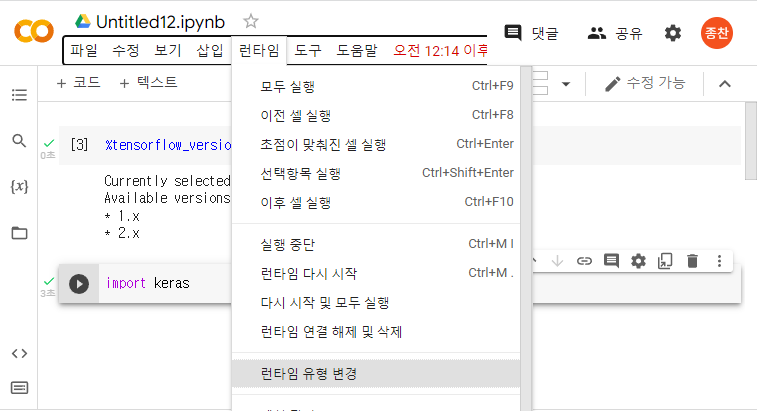 Untitled12.ipynb
댓글 공유 종찬
파일 수정 보기 삽입 런타임 도구 도움말 오전 12:14 이후
+ 코드 + 텍스트 수정 가능
모두 실행 Ctrl+F9
이전 셀 실행 Ctrl+F8
초점이 맞춰진 셀 실행 Ctrl+Enter
선택항목 실행 Ctrl+Shift+Enter
이후 셀 실행 Ctrl+F10
실행 중단 Ctrl+M I
런타임 다시 시작 Ctrl+M .
다시 시작 및 모두 실행
런타임 연결 해제 및 삭제
런타임 유형 변경
[3] %tensorflow_versio
0초
Currently selected
Available versions
* 1.x
* 2.x
import keras
3초
{x}